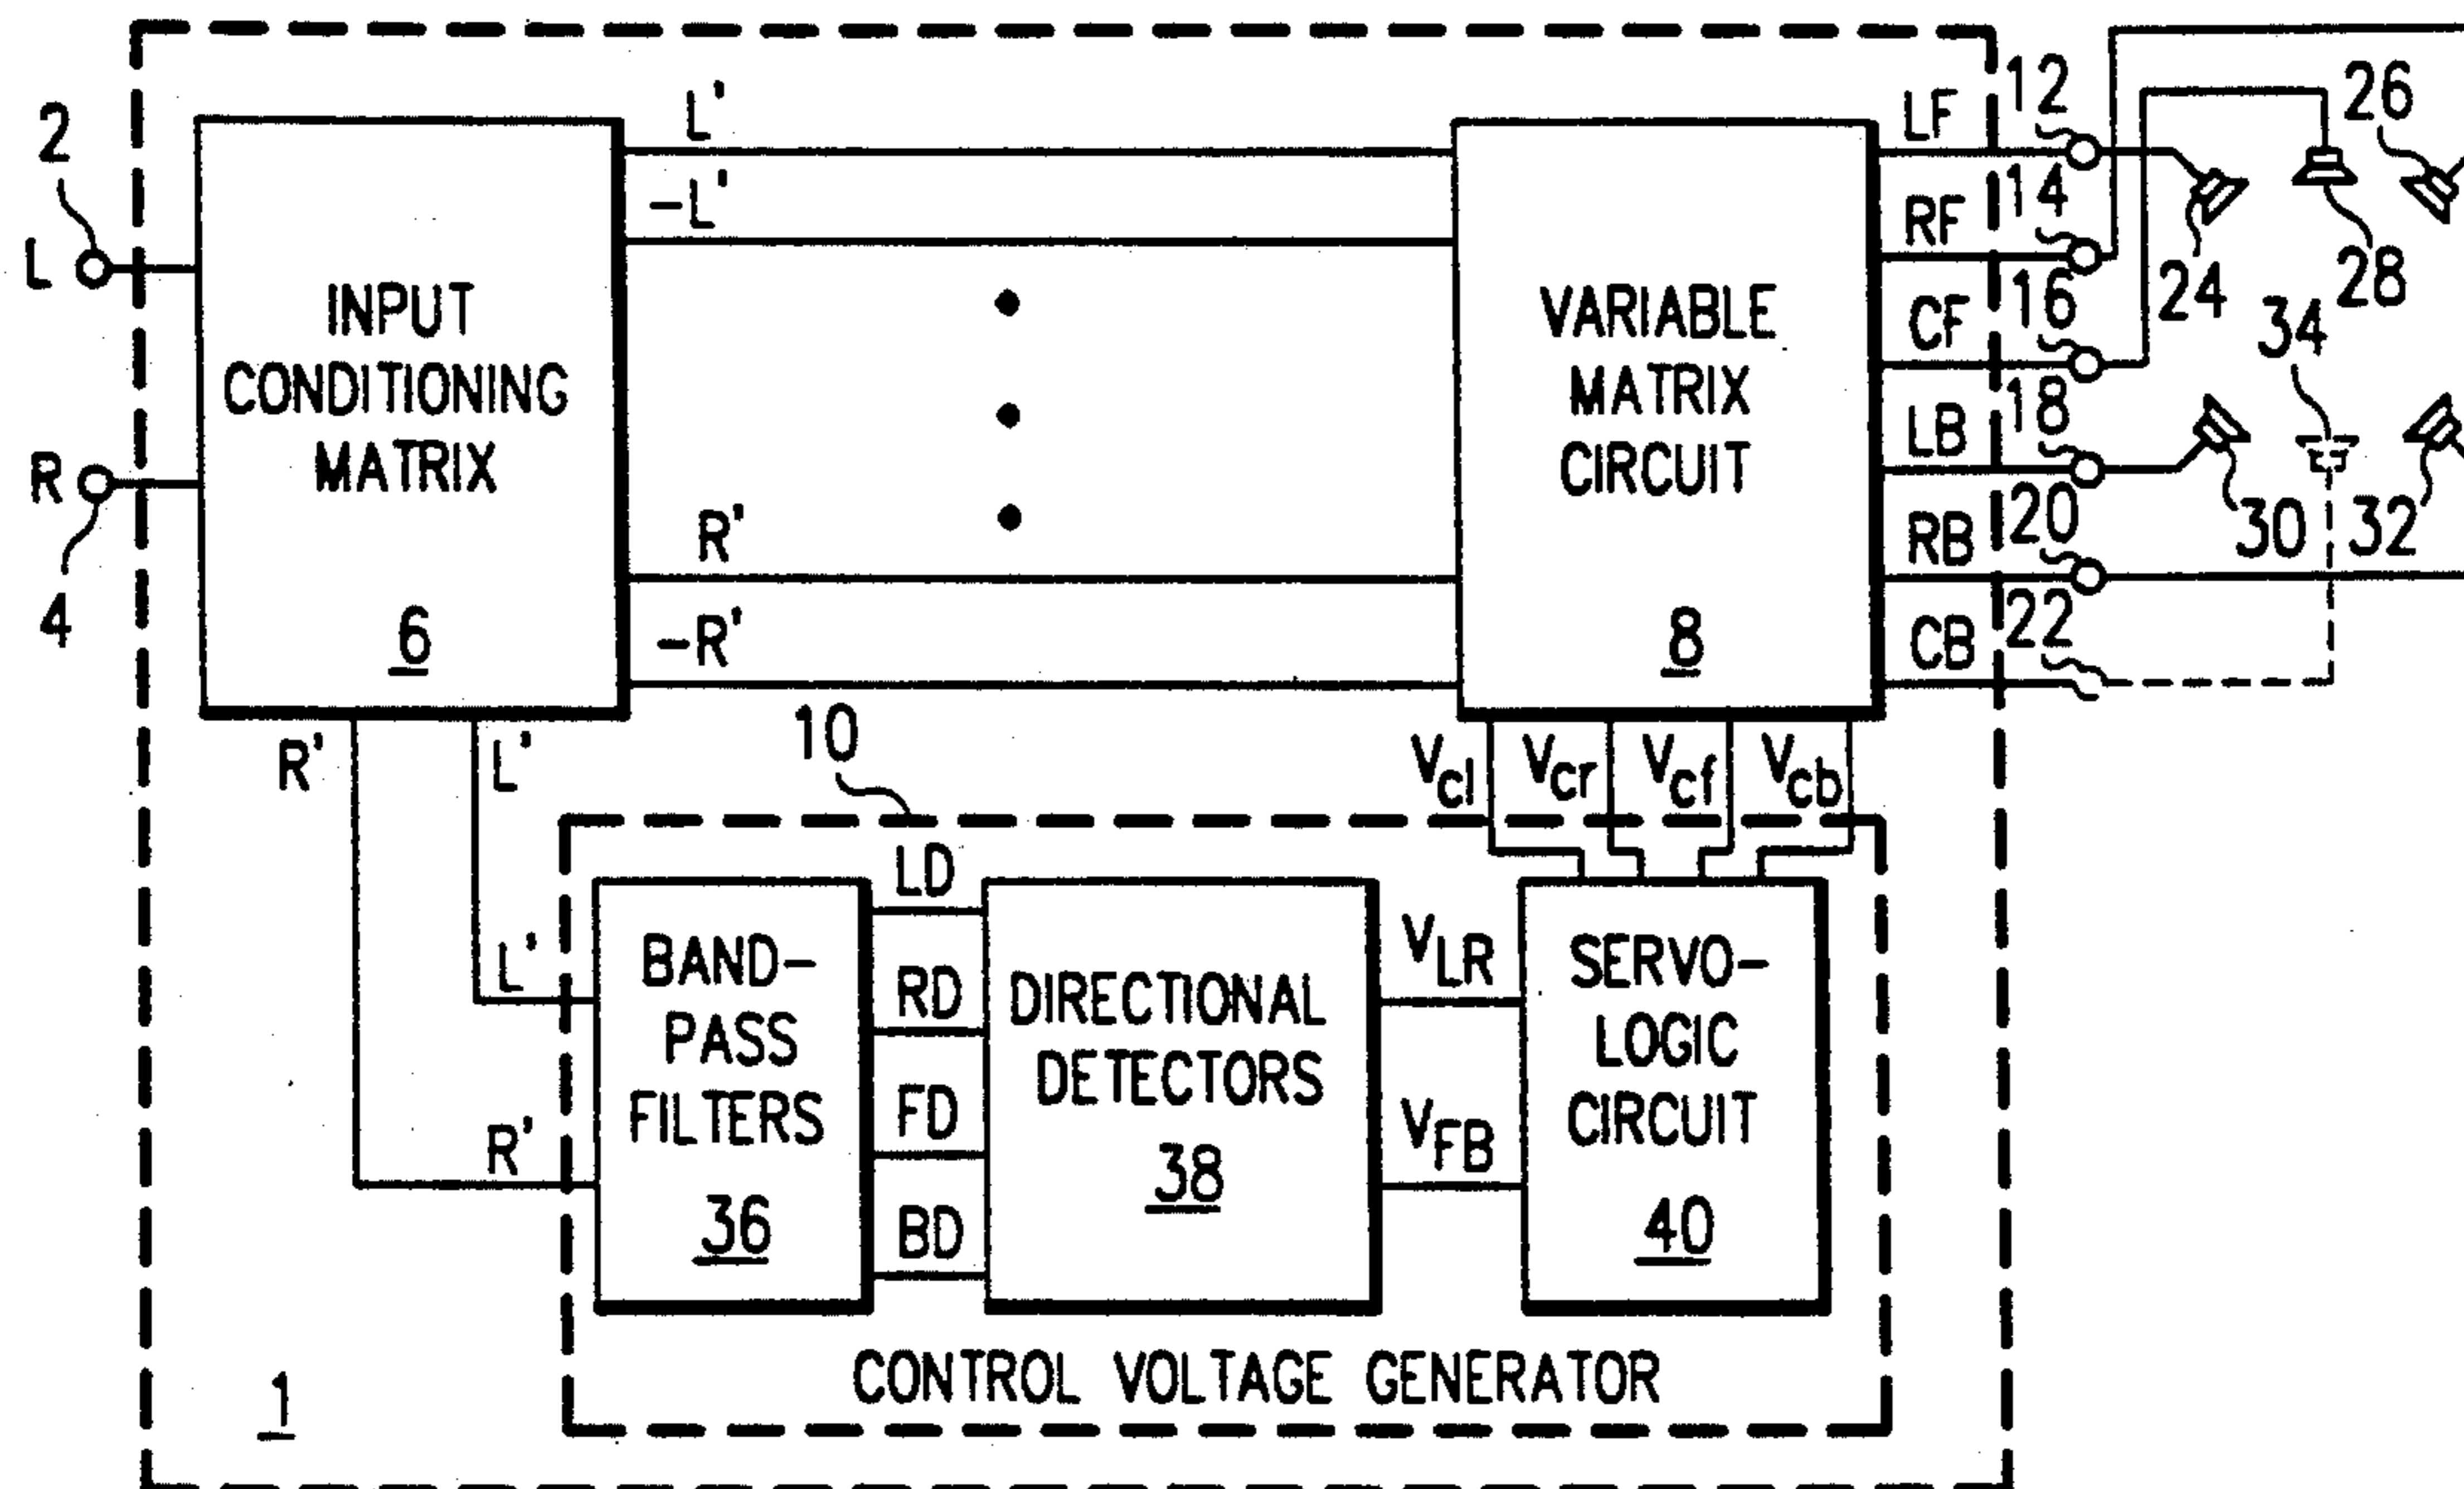 2
L
R
4
INPUT
CONDITIONING
MATRIX
6
L'
-L'
R'
-R'
VARIABLE
MATRIX
CIRCUIT
8
LF
RF
CF
LB
RB
CB
12
14
16
18
20
22
26
24
28
34
30
32
R'
L'
10
Vcl
Vcr
Vcf
Vcb
L'
R'
BAND-
PASS
FILTERS
36
LD
RD
FD
BD
DIRECTIONAL
DETECTORS
38
VLR
VFB
SERVO-
LOGIC
CIRCUIT
40
CONTROL VOLTAGE GENERATOR
1